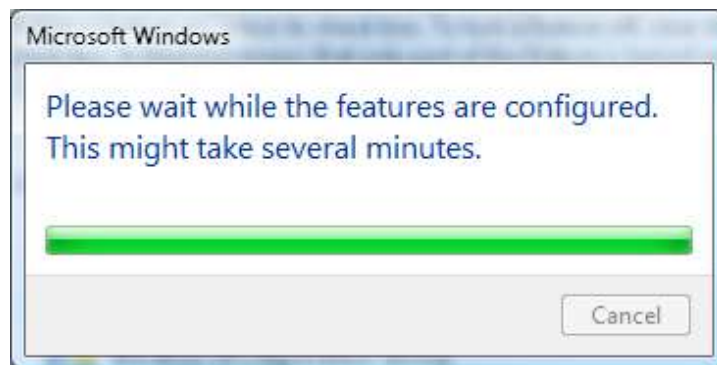 Microsoft Windows
Please wait while the features are configured.
This might take several minutes.
Cancel